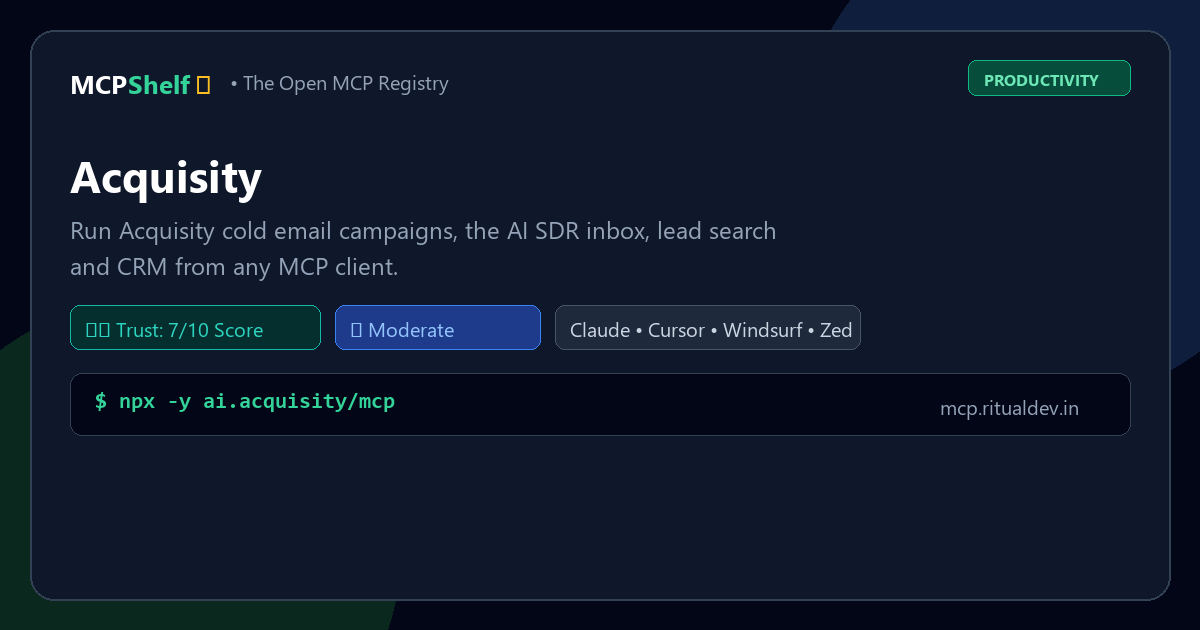 MCPShelf • The Open MCP Registry
PRODUCTIVITY
Acquisity
Run Acquisity cold email campaigns, the AI SDR inbox, lead search
and CRM from any MCP client.
Trust: 7/10 Score
Moderate
Claude • Cursor • Windsurf • Zed
$ npx -y ai.acquisity/mcp
mcp.ritualdev.in